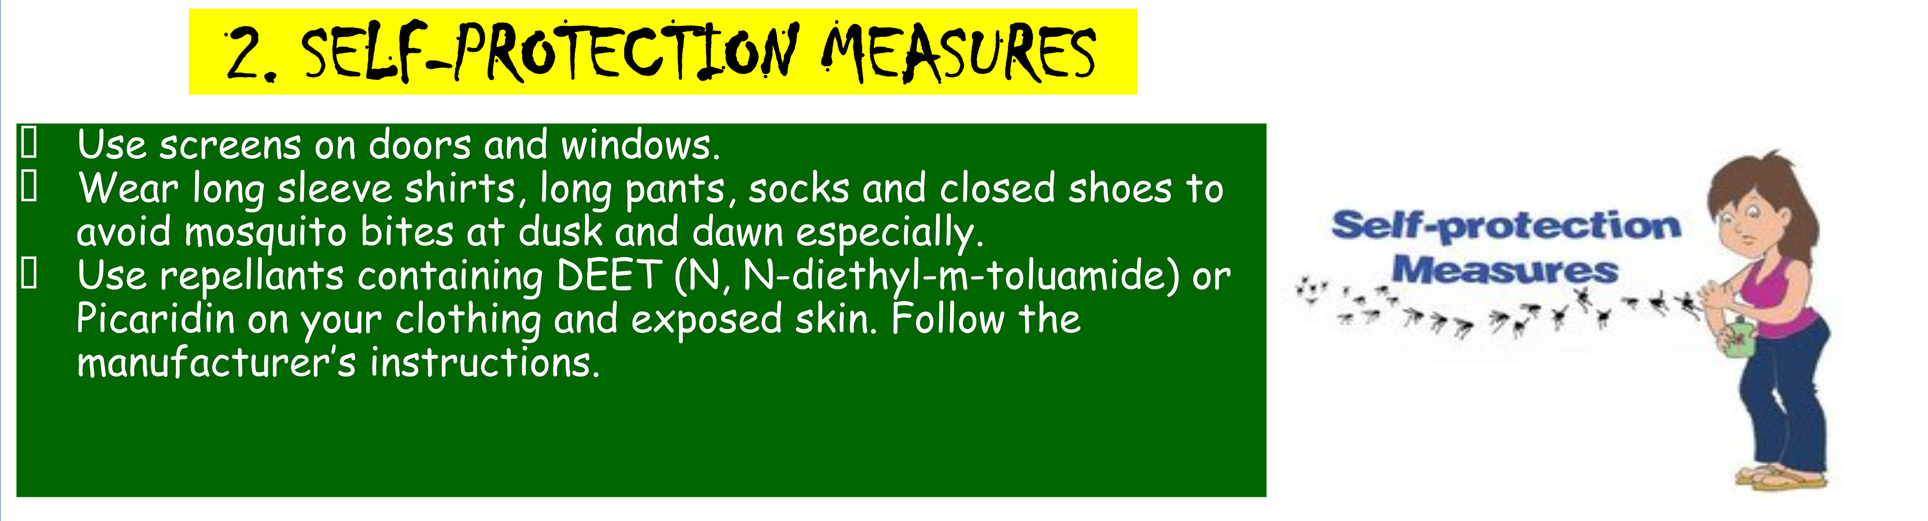 2. SELF-PROTECTION MEASURES
Use screens on doors and windows.
Wear long sleeve shirts, long pants, socks and closed shoes to
avoid mosquito bites at dusk and dawn especially.
Use repellants containing DEET (N, N-diethyl-m-toluamide) or
Picaridin on your clothing and exposed skin. Follow the
manufacturer’s instructions.
Self-protection
Measures